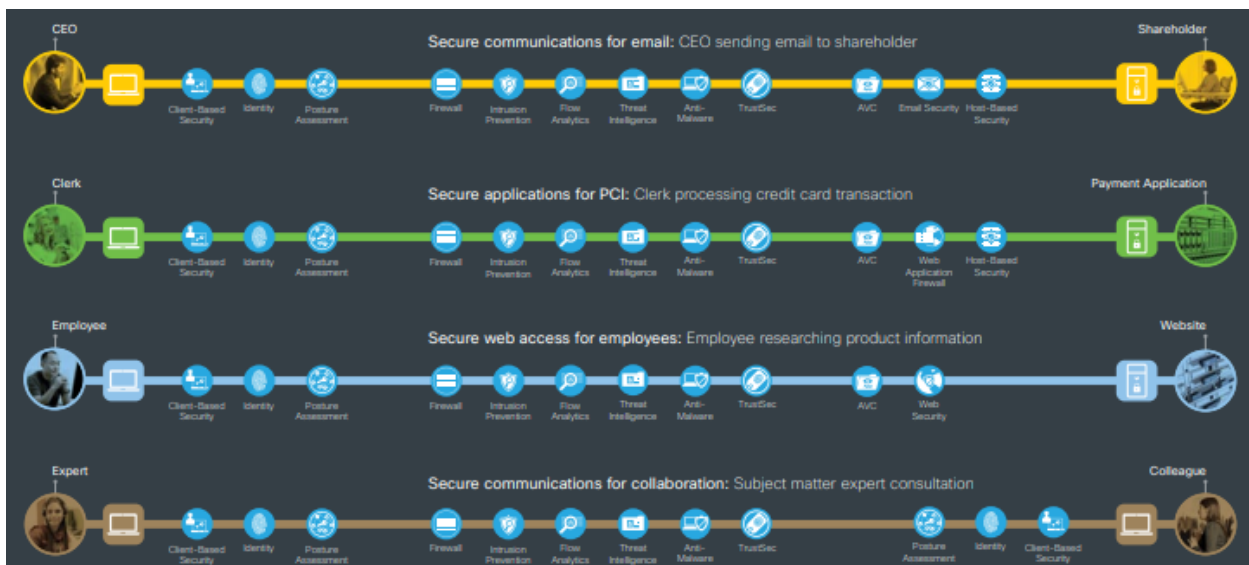 CEO
Shareholder
Secure communications for email: CEO sending email to shareholder
Client-Based
Security
Identity
Posture
Assessment
Firewall
Intrusion
Prevention
Flow
Analytics
Threat
Intelligence
Anti-
Malware
TrustSec
AVC
Email Security
Host-Based
Security
Clerk
Payment Application
Secure applications for PCI: Clerk processing credit card transaction
Client-Based
Security
Identity
Posture
Assessment
Firewall
Intrusion
Prevention
Flow
Analytics
Threat
Intelligence
Anti-
Malware
TrustSec
AVC
Web
Application
Firewall
Host-Based
Security
Employee
Website
Secure web access for employees: Employee researching product information
Client-Based
Security
Identity
Posture
Assessment
Firewall
Intrusion
Prevention
Flow
Analytics
Threat
Intelligence
Anti-
Malware
TrustSec
AVC
Web
Security
Expert
Colleague
Secure communications for collaboration: Subject matter expert consultation
Client-Based
Security
Identity
Posture
Assessment
Firewall
Intrusion
Prevention
Flow
Analytics
Threat
Intelligence
Anti-
Malware
TrustSec
Posture
Assessment
Identity
Client-Based
Security